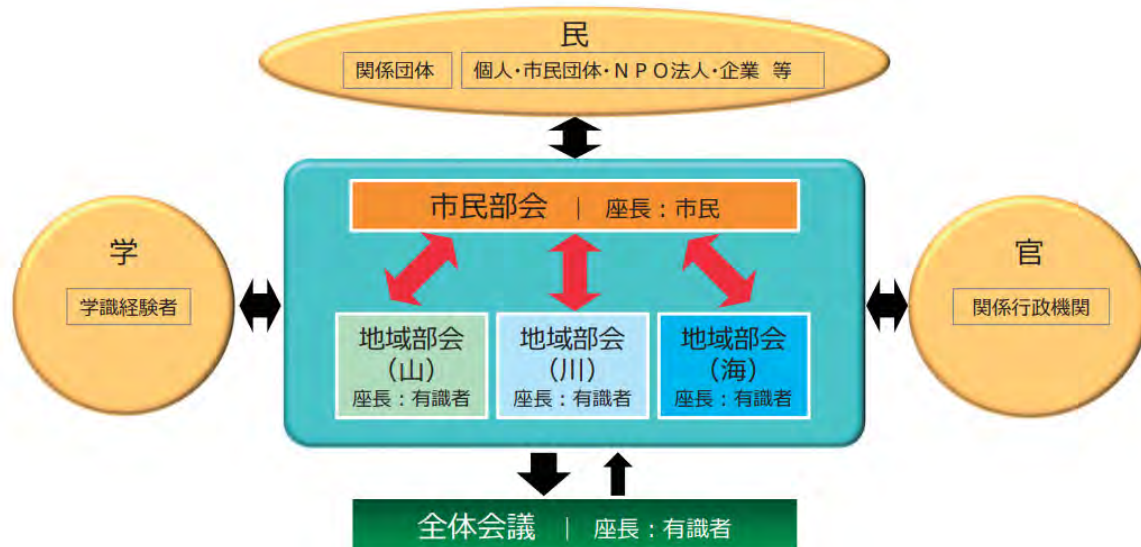 民
関係団体
個人・市民団体・ＮＰＯ法人・企業 等
市民部会 | 座長：市民
学
学識経験者
官
関係行政機関
地域部会
（山）
座長：有識者
地域部会
（川）
座長：有識者
地域部会
（海）
座長：有識者
全体会議 | 座長：有識者